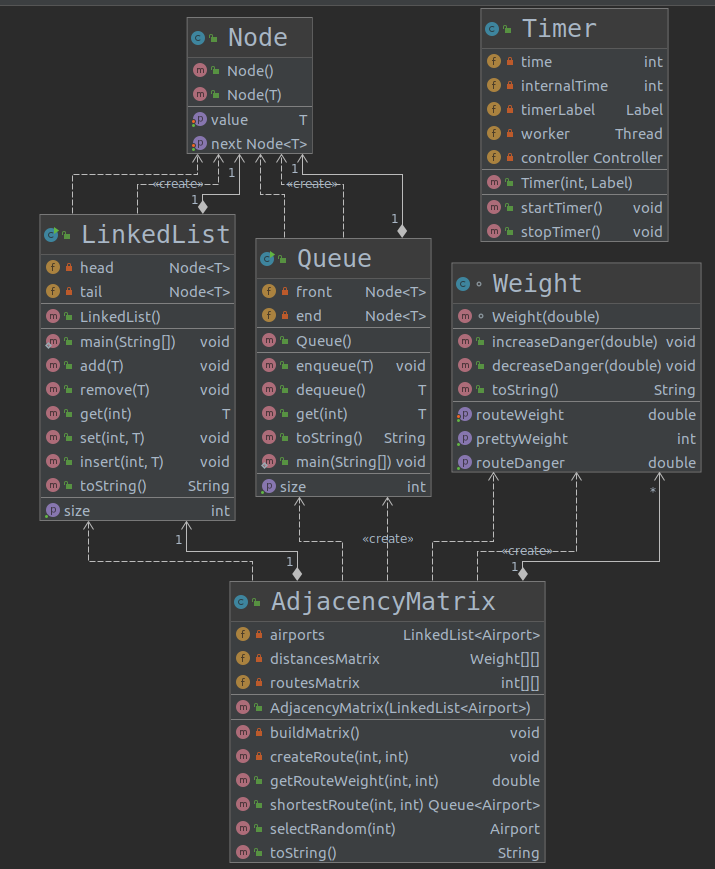 Node
Node()
Node(T)
value T
next Node<T>
Timer
time int
internalTime int
timerLabel Label
worker Thread
controller Controller
Timer(int, Label)
startTimer() void
stopTimer() void
«create»
1
1
«create»
1
1
LinkedList
head Node<T>
tail Node<T>
LinkedList()
main(String[]) void
add(T) void
remove(T) void
get(int) T
set(int, T) void
insert(int, T) void
toString() String
size int
Queue
front Node<T>
end Node<T>
Queue()
enqueue(T) void
dequeue() T
get(int) T
toString() String
main(String[]) void
size int
Weight
Weight(double)
increaseDanger(double) void
decreaseDanger(double) void
toString() String
routeWeight double
prettyWeight int
routeDanger double
1
1
«create»
«create»
*
1
AdjacencyMatrix
airports LinkedList<Airport>
distancesMatrix Weight[][]
routesMatrix int[][]
AdjacencyMatrix(LinkedList<Airport>)
buildMatrix() void
createRoute(int, int) void
getRouteWeight(int, int) double
shortestRoute(int, int) Queue<Airport>
selectRandom(int) Airport
toString() String